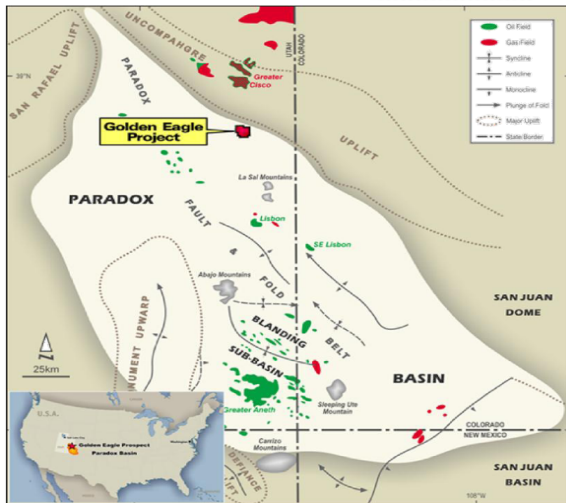 UNCOMPAHGRE
UPLIFT
SAN RAFAEL UPLIFT
38°N
PARADOX
FAULT
&
FOLD
BELT
UTAH
COLORADO
Greater
Cisco
Golden Eagle
Project
Oil Field
Gas Field
Syncline
Anticline
Monocline
Plunge of Fold
Major Uplift
State/Border
La Sal Mountains
PARADOX
Lisbon
SE Lisbon
Abajo Mountains
MONUMENT UPWARP
BLANDING
SUB-BASIN
SAN JUAN
DOME
N
25km
BASIN
Sleeping Ute
Mountain
Greater Aneth
U.S.A.
Golden Eagle Prospect
Paradox Basin
COLORADO
NEW MEXICO
Carrizo
Mountains
DEFIANCE
SAN JUAN
BASIN
108°W